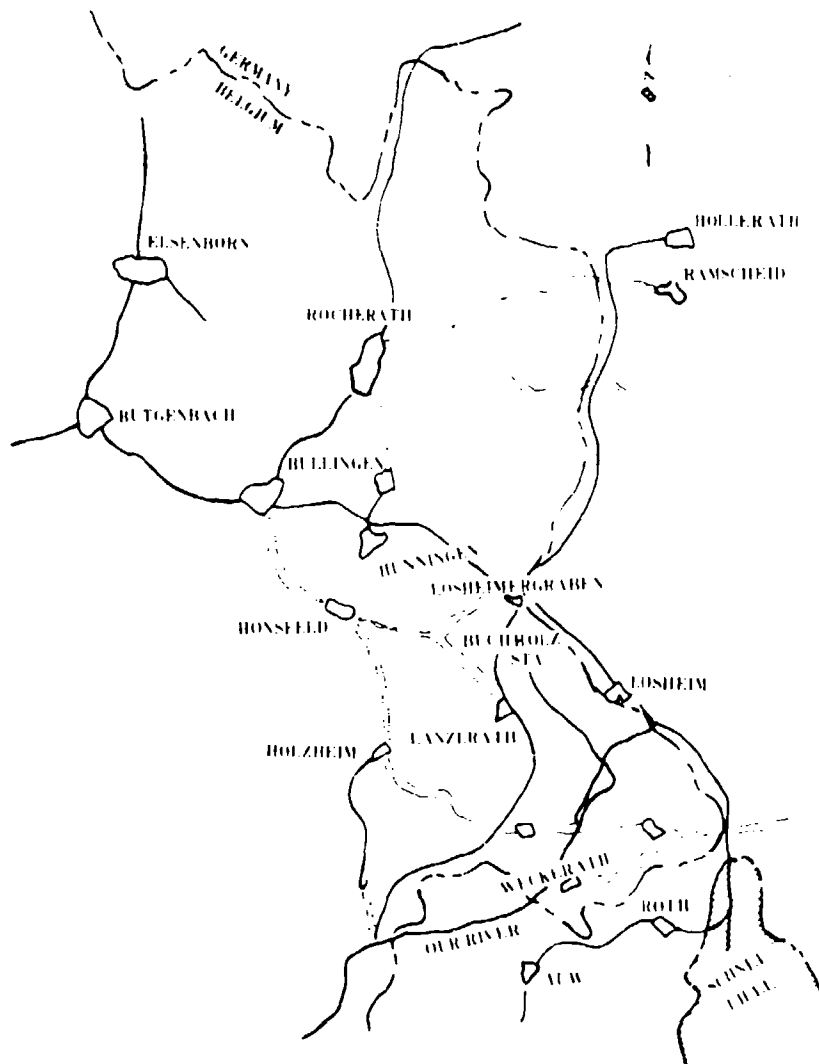 GERMANY
BELGIUM
N
HOLLERATH
ELSENBORN
RAMSCHEID
ROCHERATH
BUTGENBACH
BULLINGEN
HUNNINGEN
LOSHEIMERGRABEN
HONSFELD
BUCHHOLZ
STA
LOSHEIM
LANZERATH
HOLZHEIM
WECKERATH
ROTH
OUR RIVER
AUW
SCHNEE
EIFEL